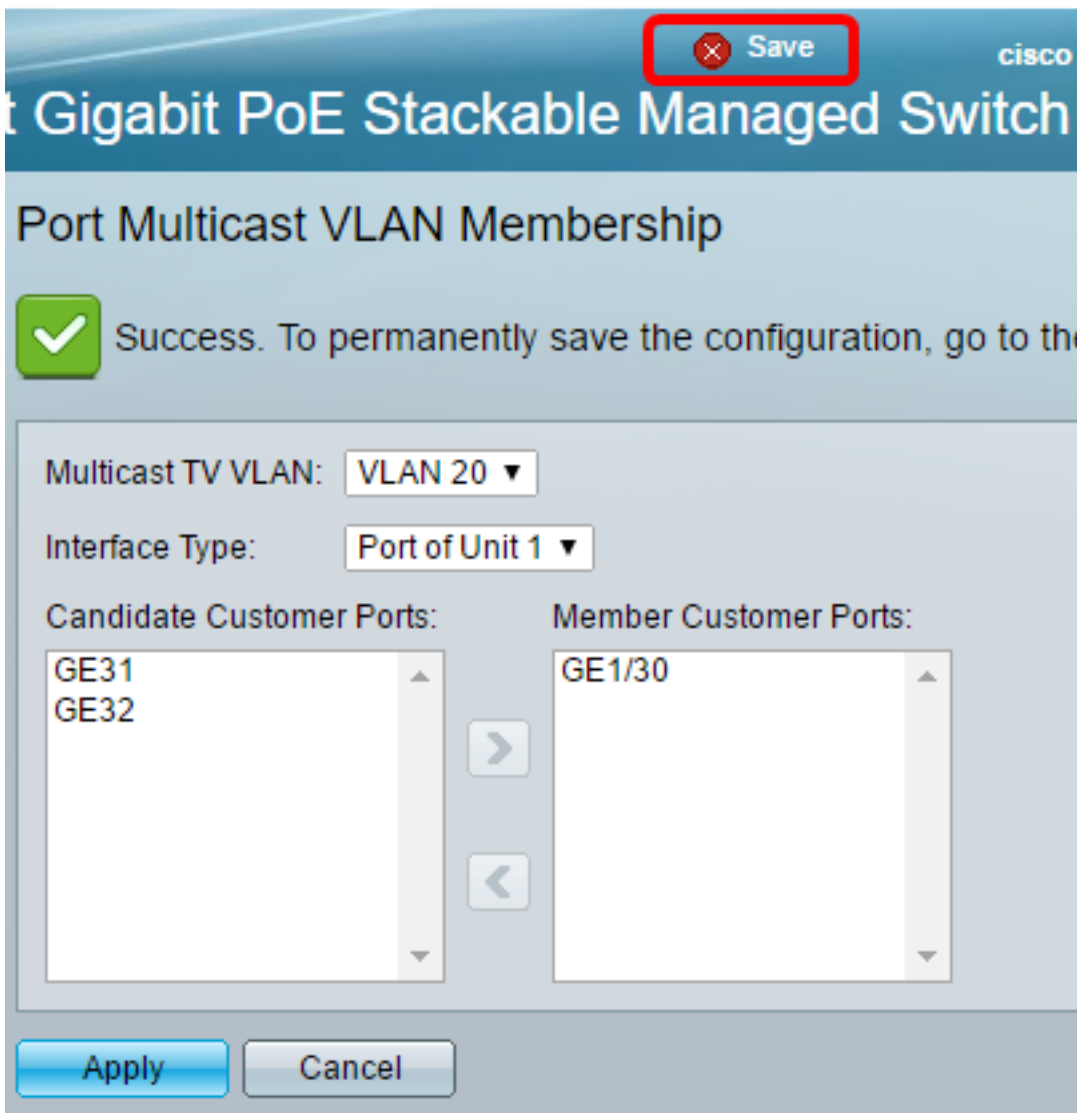 Save
cisco
t Gigabit PoE Stackable Managed Switch
Port Multicast VLAN Membership
Success. To permanently save the configuration, go to the
Multicast TV VLAN: VLAN 20
Interface Type: Port of Unit 1
Candidate Customer Ports: Member Customer Ports:
GE31 GE1/30
GE32
Apply Cancel